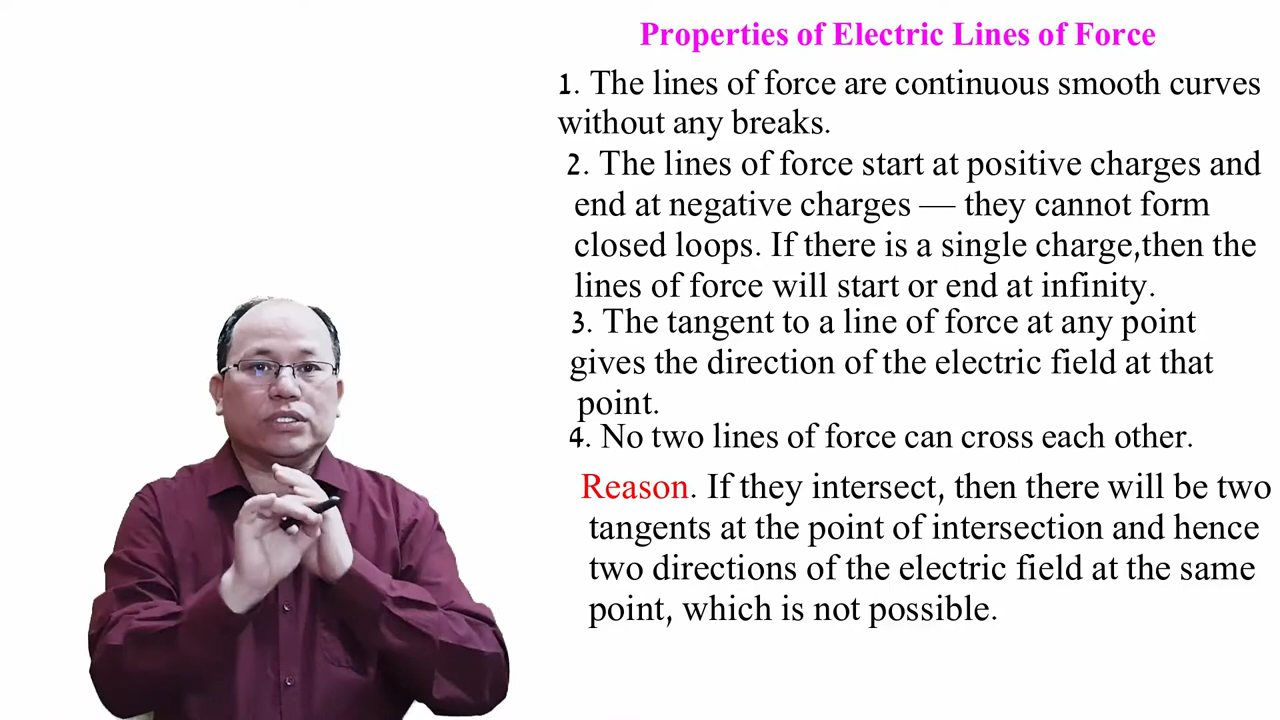 Properties of Electric Lines of Force
1. The lines of force are continuous smooth curves
without any breaks.
2. The lines of force start at positive charges and
end at negative charges — they cannot form
closed loops. If there is a single charge,then the
lines of force will start or end at infinity.
3. The tangent to a line of force at any point
gives the direction of the electric field at that
point.
4. No two lines of force can cross each other.
Reason. If they intersect, then there will be two
tangents at the point of intersection and hence
two directions of the electric field at the same
point, which is not possible.